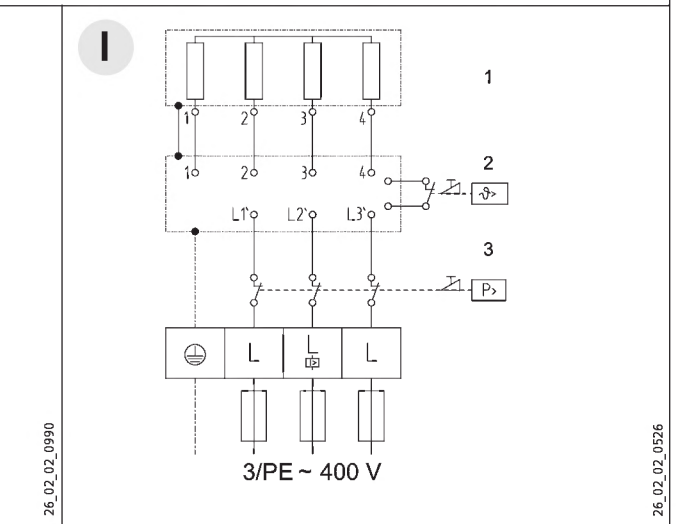 I
1
1 2 3 4
2
1 2 3 4
ϑ>
L1` L2` L3`
3
P>
L L L
I>
3/PE ~ 400 V
26_02_02_0990
26_02_02_0526